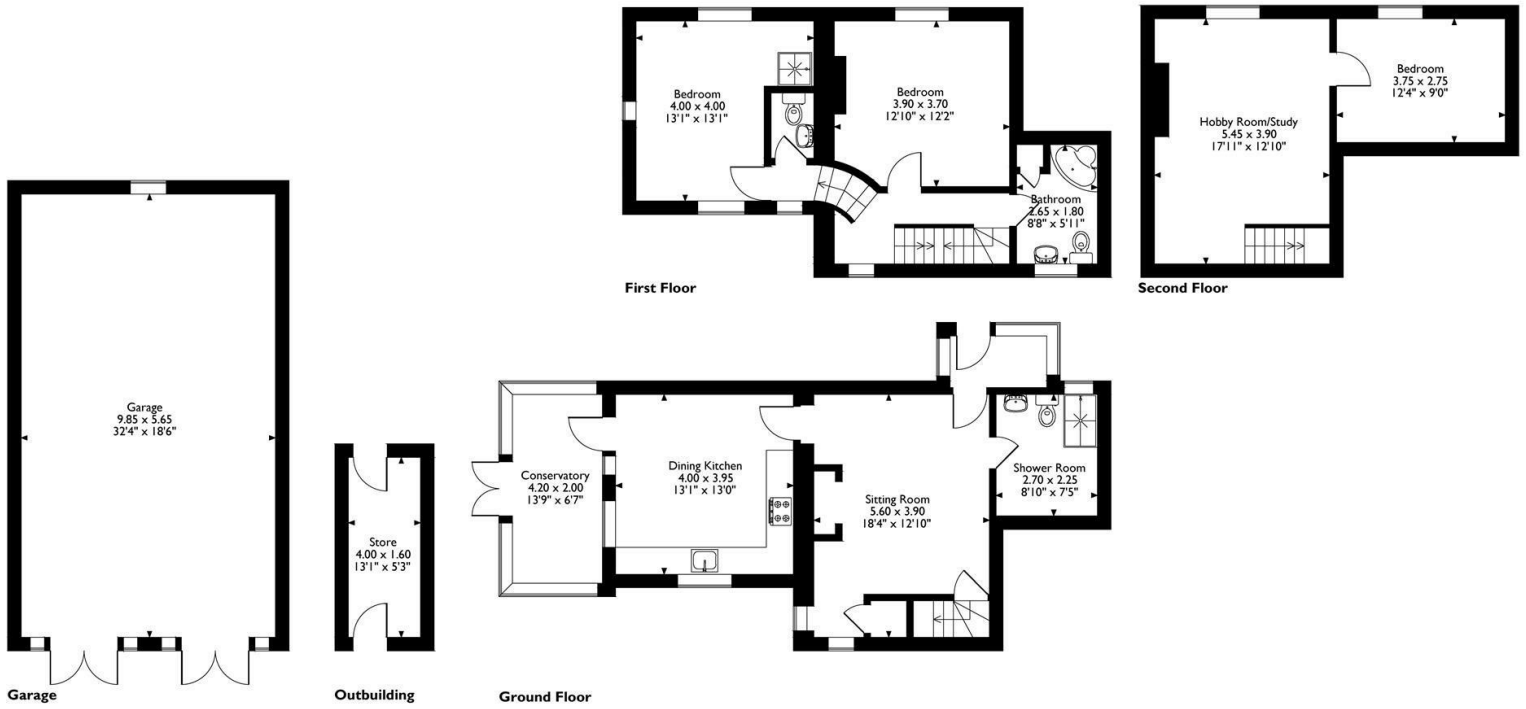 Bedroom
4.00 x 4.00
13'1" x 13'1"
Bedroom
3.90 x 3.70
12'10" x 12'2"
Bathroom
2.65 x 1.80
8'8" x 5'11"
First Floor
Hobby Room/Study
5.45 x 3.90
17'11" x 12'10"
Bedroom
3.75 x 2.75
12'4" x 9'0"
Second Floor
Garage
9.85 x 5.65
32'4" x 18'6"
Garage
Store
4.00 x 1.60
13'1" x 5'3"
Outbuilding
Conservatory
4.20 x 2.00
13'9" x 6'7"
Dining Kitchen
4.00 x 3.95
13'1" x 13'0"
Sitting Room
5.60 x 3.90
18'4" x 12'10"
Shower Room
2.70 x 2.25
8'10" x 7'5"
Ground Floor